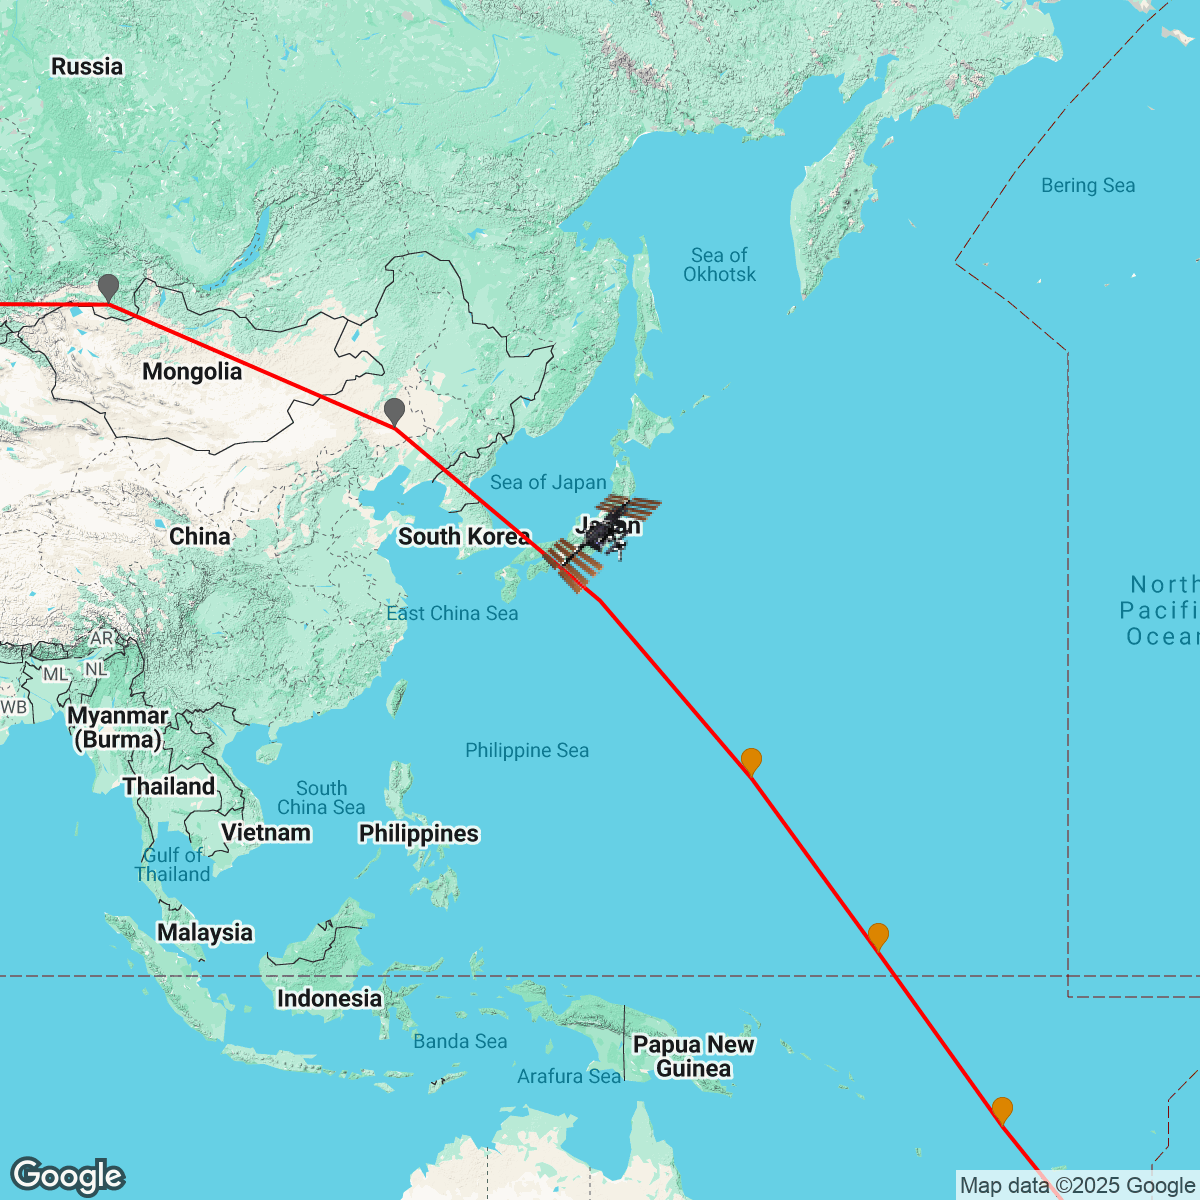 Russia
Bering Sea
Sea of
Okhotsk
Mongolia
Sea of Japan
Japan
China
South Korea
North
Pacifi
Ocean
East China Sea
AR
ML
NL
WB
Myanmar
(Burma)
Philippine Sea
Thailand
South
China Sea
Vietnam
Philippines
Gulf of
Thailand
Malaysia
Indonesia
Banda Sea
Papua New
Guinea
Arafura Sea
Google
Map data ©2025 Google